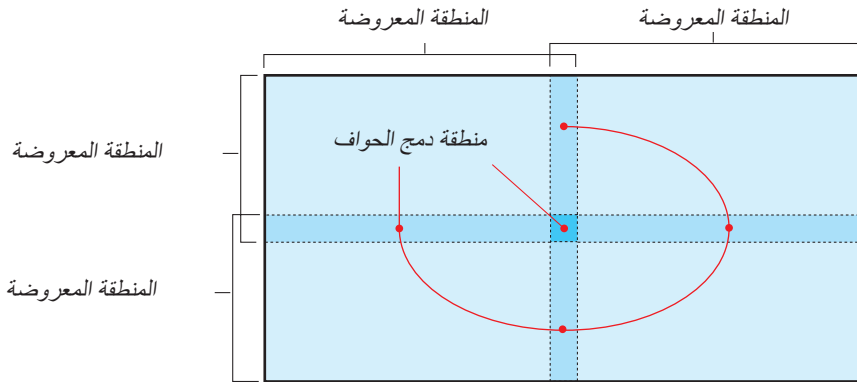 المنطقة المعروضة
المنطقة المعروضة
منطقة دمج الحواف
المنطقة المعروضة
المنطقة المعروضة